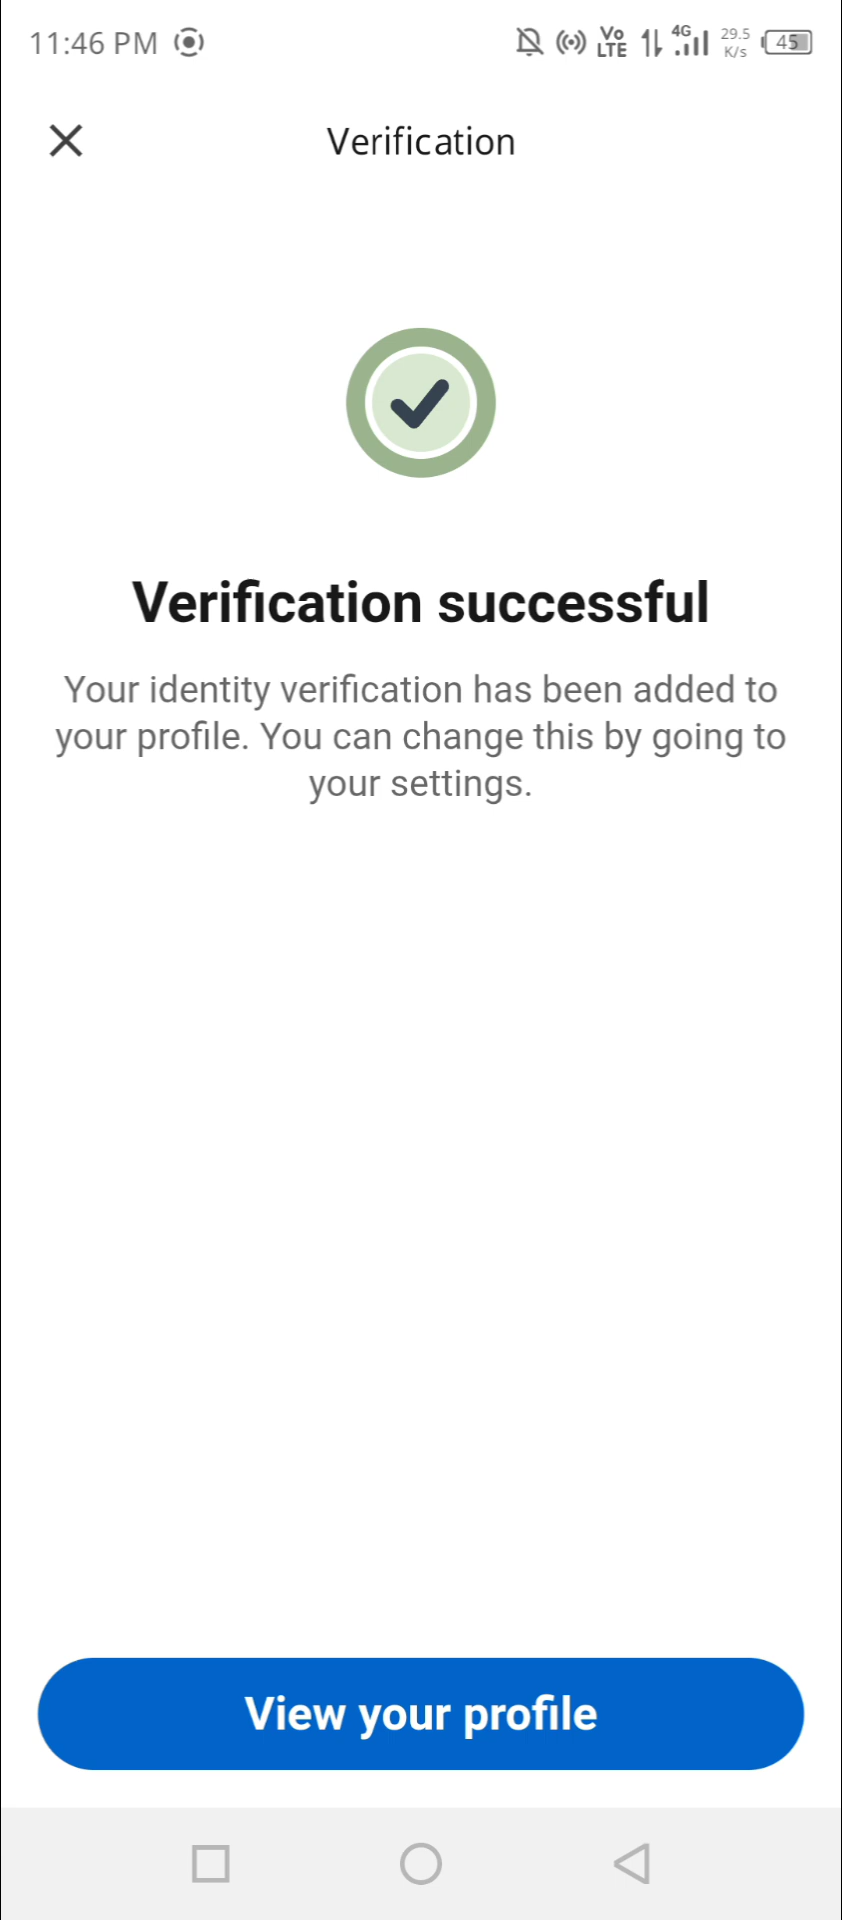 11:46 PM Vo LTE 4G 29.5 K/s 45
Verification
Verification successful
Your identity verification has been added to
your profile. You can change this by going to
your settings.
View your profile